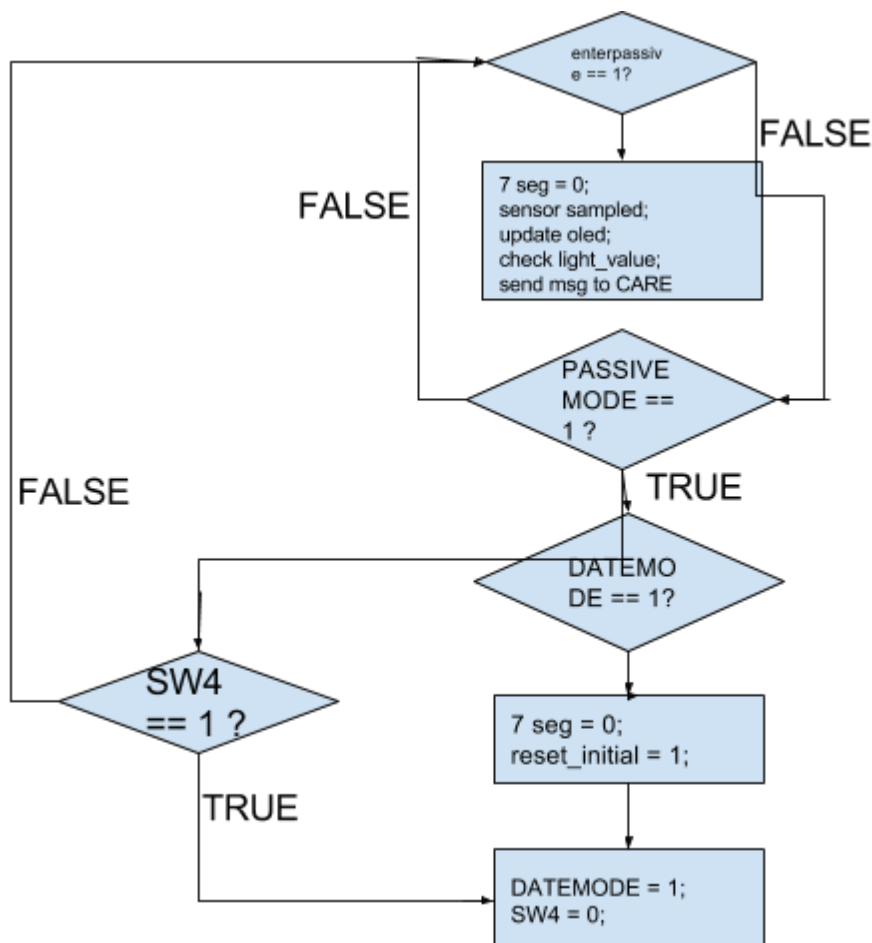 enterpassiv
e == 1?
FALSE
7 seg = 0;
sensor sampled;
update oled;
check light_value;
send msg to CARE
FALSE
PASSIVE
MODE ==
1 ?
TRUE
FALSE
DATEMO
DE == 1?
SW4
== 1 ?
7 seg = 0;
reset_initial = 1;
TRUE
DATEMODE = 1;
SW4 = 0;